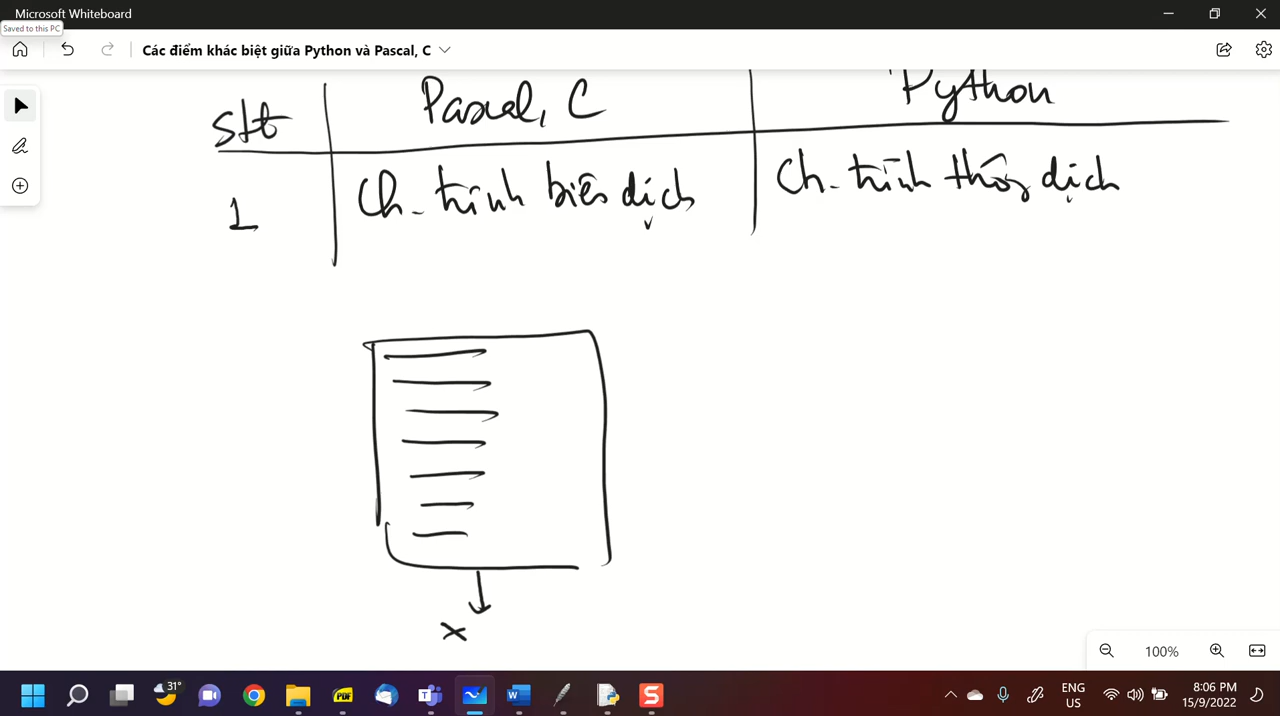 Microsoft Whiteboard
Saved to this PC
Các điểm khác biệt giữa Python và Pascal, C
Stt Pascal, C Python
1 Ch. trình biên dịch Ch. trình thông dịch
x
100%
31°
PDF
W
S
ENG
US
8:06 PM
15/9/2022